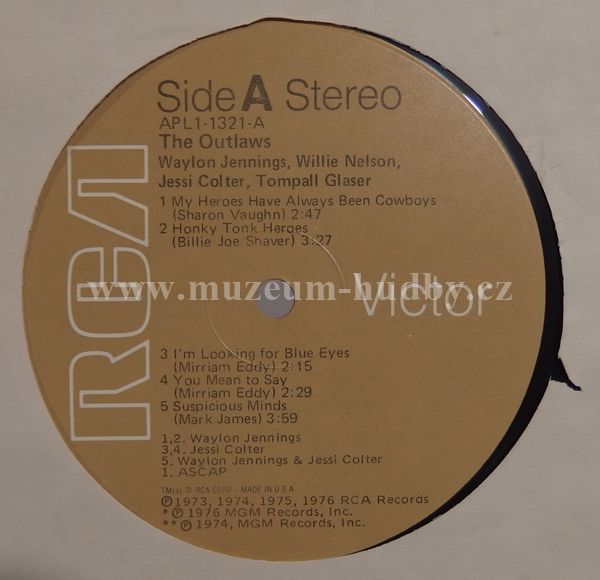 Side A Stereo
APL1-1321-A
The Outlaws
Waylon Jennings, Willie Nelson,
Jessi Colter, Tompall Glaser
1 My Heroes Have Always Been Cowboys
(Sharon Vaughn) 2:47
2 Honky Tonk Heroes
(Billie Joe Shaver) 3:27
RCA
www.muzeum-hudby.cz
Victor
3 I'm Looking for Blue Eyes
(Mirriam Eddy) 2:15
4 You Mean to Say
(Mirriam Eddy) 2:29
5 Suspicious Minds
(Mark James) 3:59
1,2. Waylon Jennings
3,4. Jessi Colter
5. Waylon Jennings & Jessi Colter
1. ASCAP
TM(s) ® RCA CORP—MADE IN U.S.A
℗1973, 1974, 1975, 1976 RCA Records
* ℗ 1976 MGM Records, Inc.
** ℗ 1974, MGM Records, Inc.